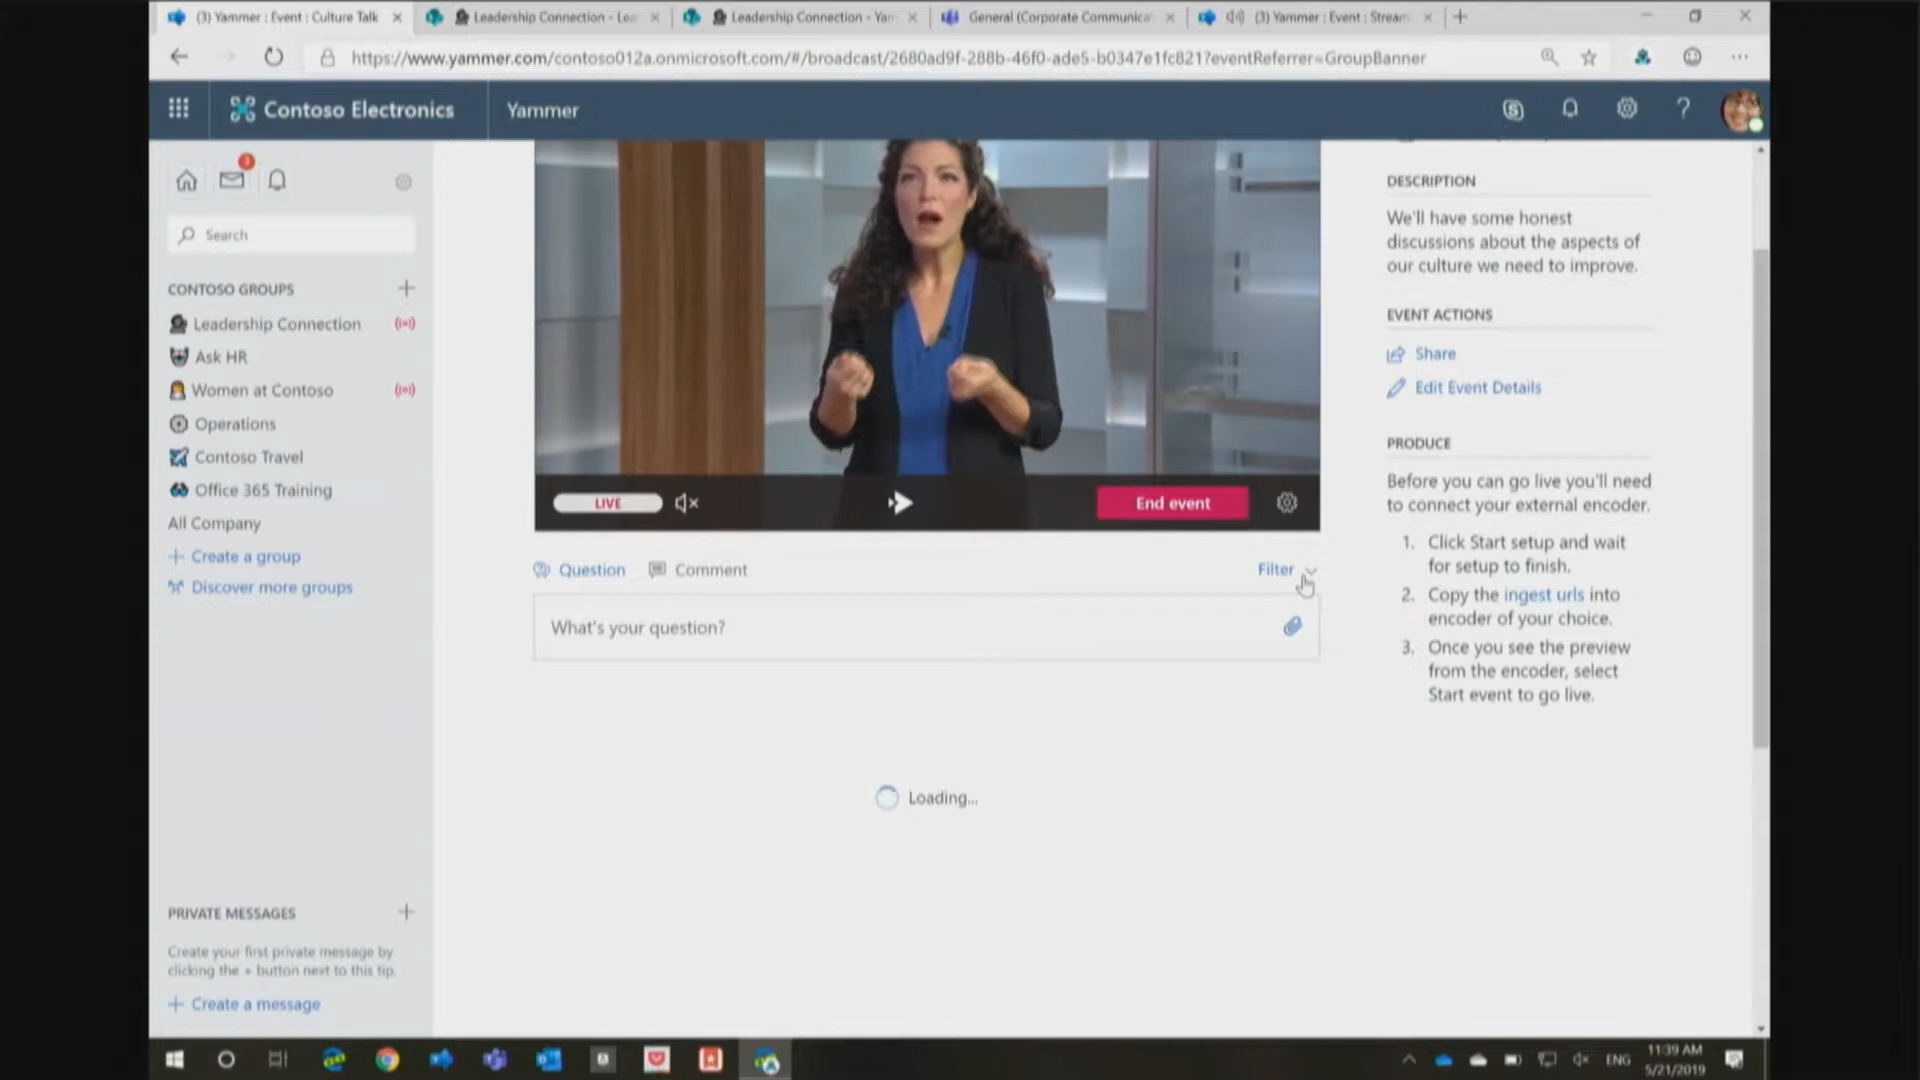 (3) Yammer : Event : Culture Talk
Leadership Connection - Lea
Leadership Connection - Yan
General (Corporate Communica
(3) Yammer : Event : Stream
https://www.yammer.com/contoso012a.onmicrosoft.com/#/broadcast/2680ad9f-288b-46f0-ade5-b0347e1fc821?eventReferrer=GroupBanner
Contoso Electronics
Yammer
Search
CONTOSO GROUPS
Leadership Connection
Ask HR
Women at Contoso
Operations
Contoso Travel
Office 365 Training
All Company
Create a group
Discover more groups
PRIVATE MESSAGES
Create your first private message by
clicking the + button next to this tip.
Create a message
LIVE
End event
Question
Comment
Filter
What's your question?
Loading...
DESCRIPTION
We'll have some honest
discussions about the aspects of
our culture we need to improve.
EVENT ACTIONS
Share
Edit Event Details
PRODUCE
Before you can go live you'll need
to connect your external encoder.
1. Click Start setup and wait
for setup to finish.
2. Copy the ingest urls into
encoder of your choice.
3. Once you see the preview
from the encoder, select
Start event to go live.
ENG
11:39 AM
5/21/2019